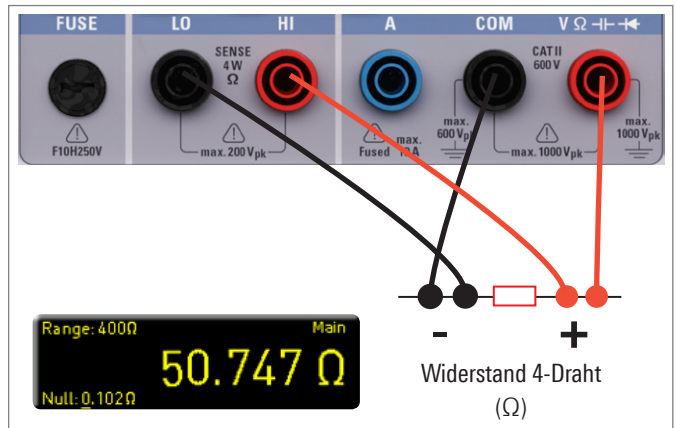 FUSE LO HI A COM V Ω
SENSE
4W
Ω
CAT II
600 V
max.
600 Vpk
max.
1000 Vpk
F10H250V
max. 200 Vpk
Fused
max.
10A
max. 1000 Vpk
Range: 400Ω Main
50.747 Ω
Null: 0.102Ω
- +
Widerstand 4-Draht
(Ω)